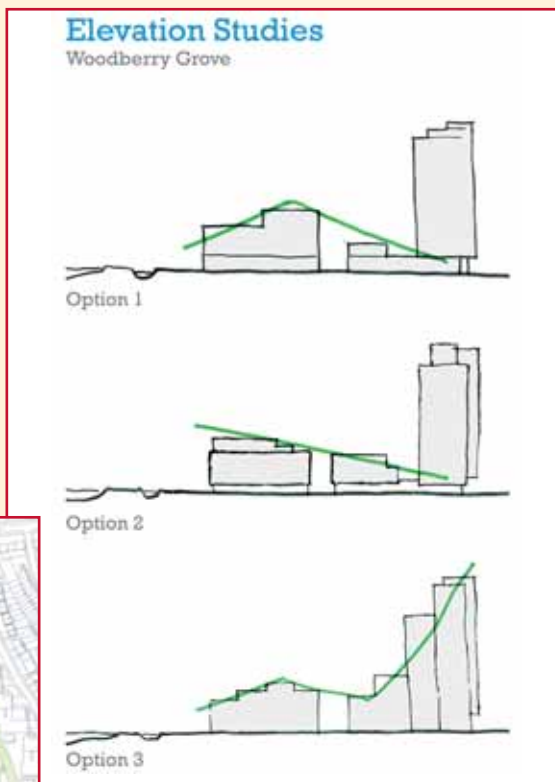 Elevation Studies
Woodberry Grove
Option 1
Option 2
Option 3